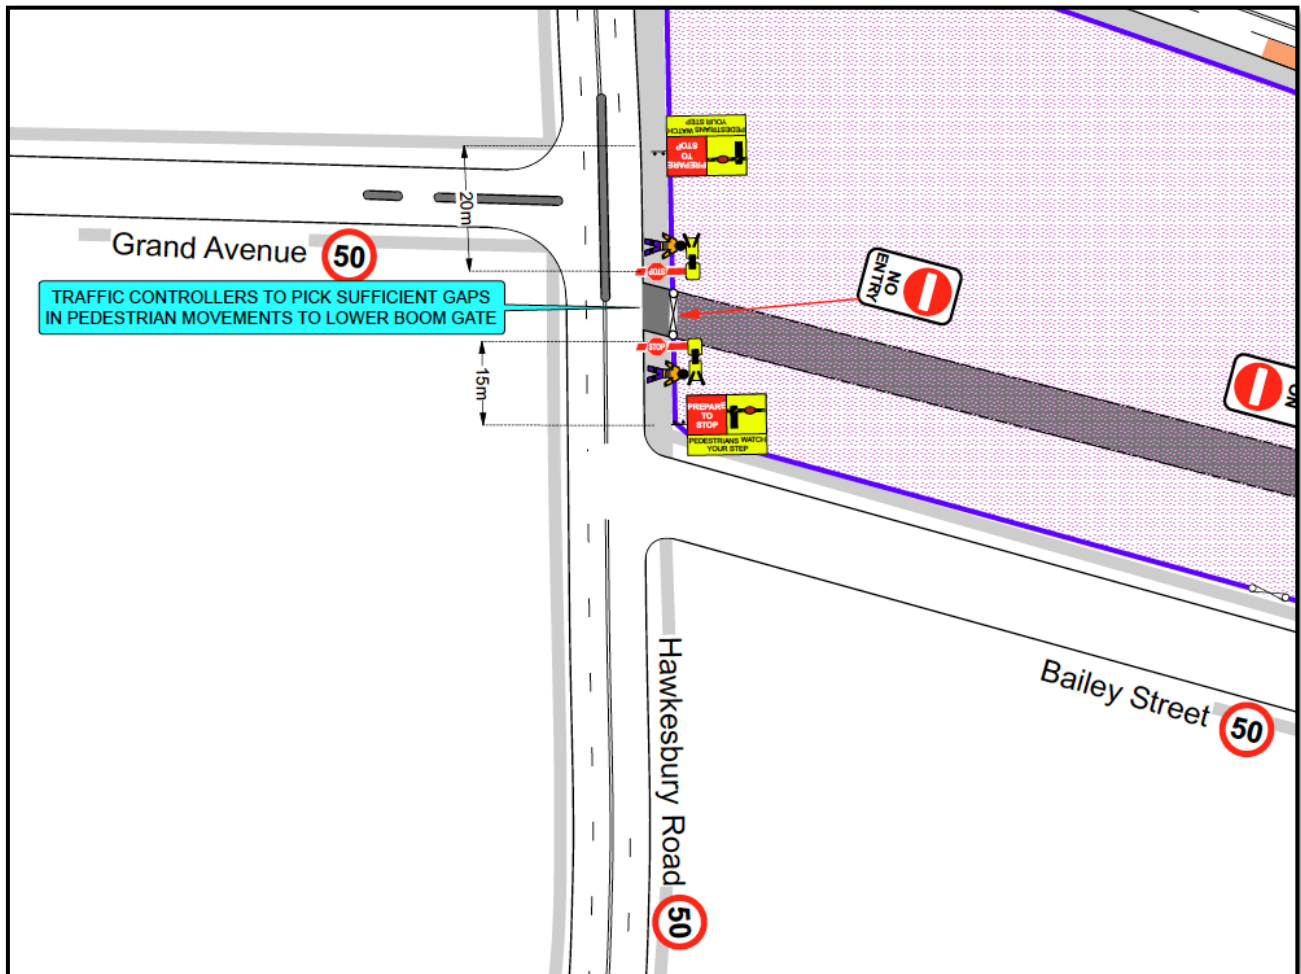 PEDESTRIANS WATCH
YOUR STEP
PREPARE
TO
STOP
20m
Grand Avenue
50
STOP
NO
ENTRY
TRAFFIC CONTROLLERS TO PICK SUFFICIENT GAPS
IN PEDESTRIAN MOVEMENTS TO LOWER BOOM GATE
STOP
15m
PREPARE
TO
STOP
PEDESTRIANS WATCH
YOUR STEP
NO
Hawkesbury Road
50
Bailey Street
50